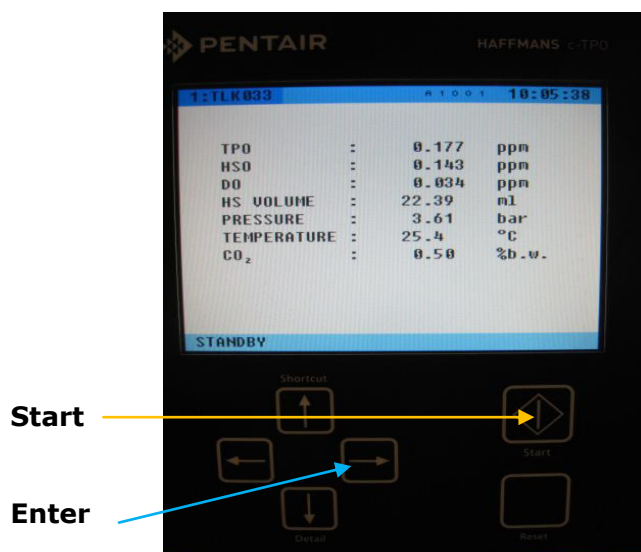 PENTAIR HAFFMANS c-TPO
1:TLK033 A1001 10:05:38
TPO : 0.177 ppm
HSO : 0.143 ppm
DO : 0.034 ppm
HS VOLUME : 22.39 ml
PRESSURE : 3.61 bar
TEMPERATURE : 25.4 °C
CO₂ : 0.50 %b.w.
STANDBY
Shortcut
Start
Start
Enter
Detail
Reset